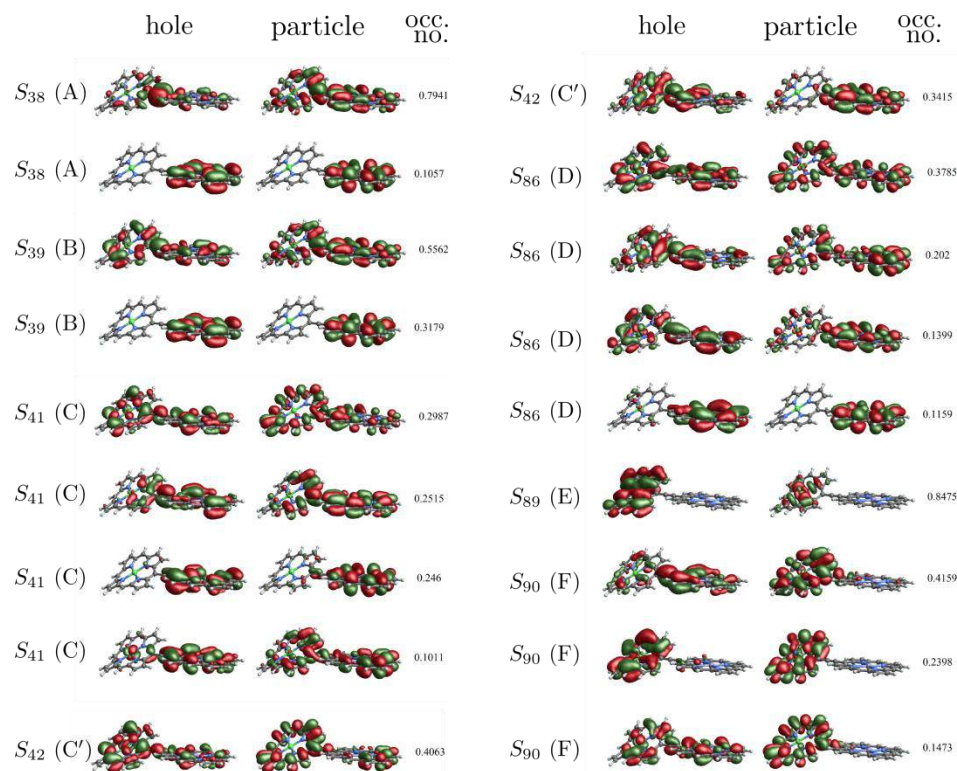 hole particle occ. no.
S38 (A) 0.7941
S38 (A) 0.1057
S39 (B) 0.5562
S39 (B) 0.3179
S41 (C) 0.2987
S41 (C) 0.2515
S41 (C) 0.246
S41 (C) 0.1011
S42 (C′) 0.4063
hole particle occ. no.
S42 (C′) 0.3415
S86 (D) 0.3785
S86 (D) 0.202
S86 (D) 0.1399
S86 (D) 0.1159
S89 (E) 0.8475
S90 (F) 0.4159
S90 (F) 0.2398
S90 (F) 0.1473